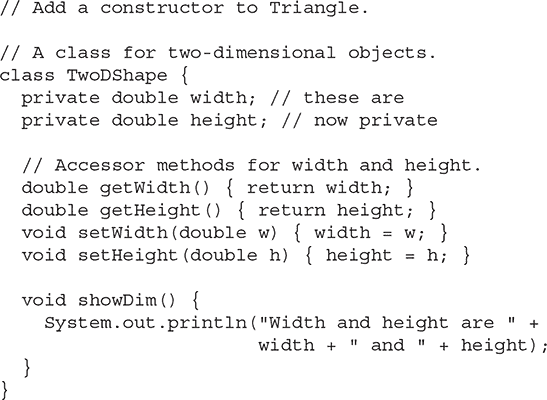 // Add a constructor to Triangle.

// A class for two-dimensional objects.
class TwoDShape {
  private double width; // these are
  private double height; // now private

  // Accessor methods for width and height.
  double getWidth() { return width; }
  double getHeight() { return height; }
  void setWidth(double w) { width = w; }
  void setHeight(double h) { height = h; }

  void showDim() {
    System.out.println("Width and height are " +
                       width + " and " + height);
  }
}